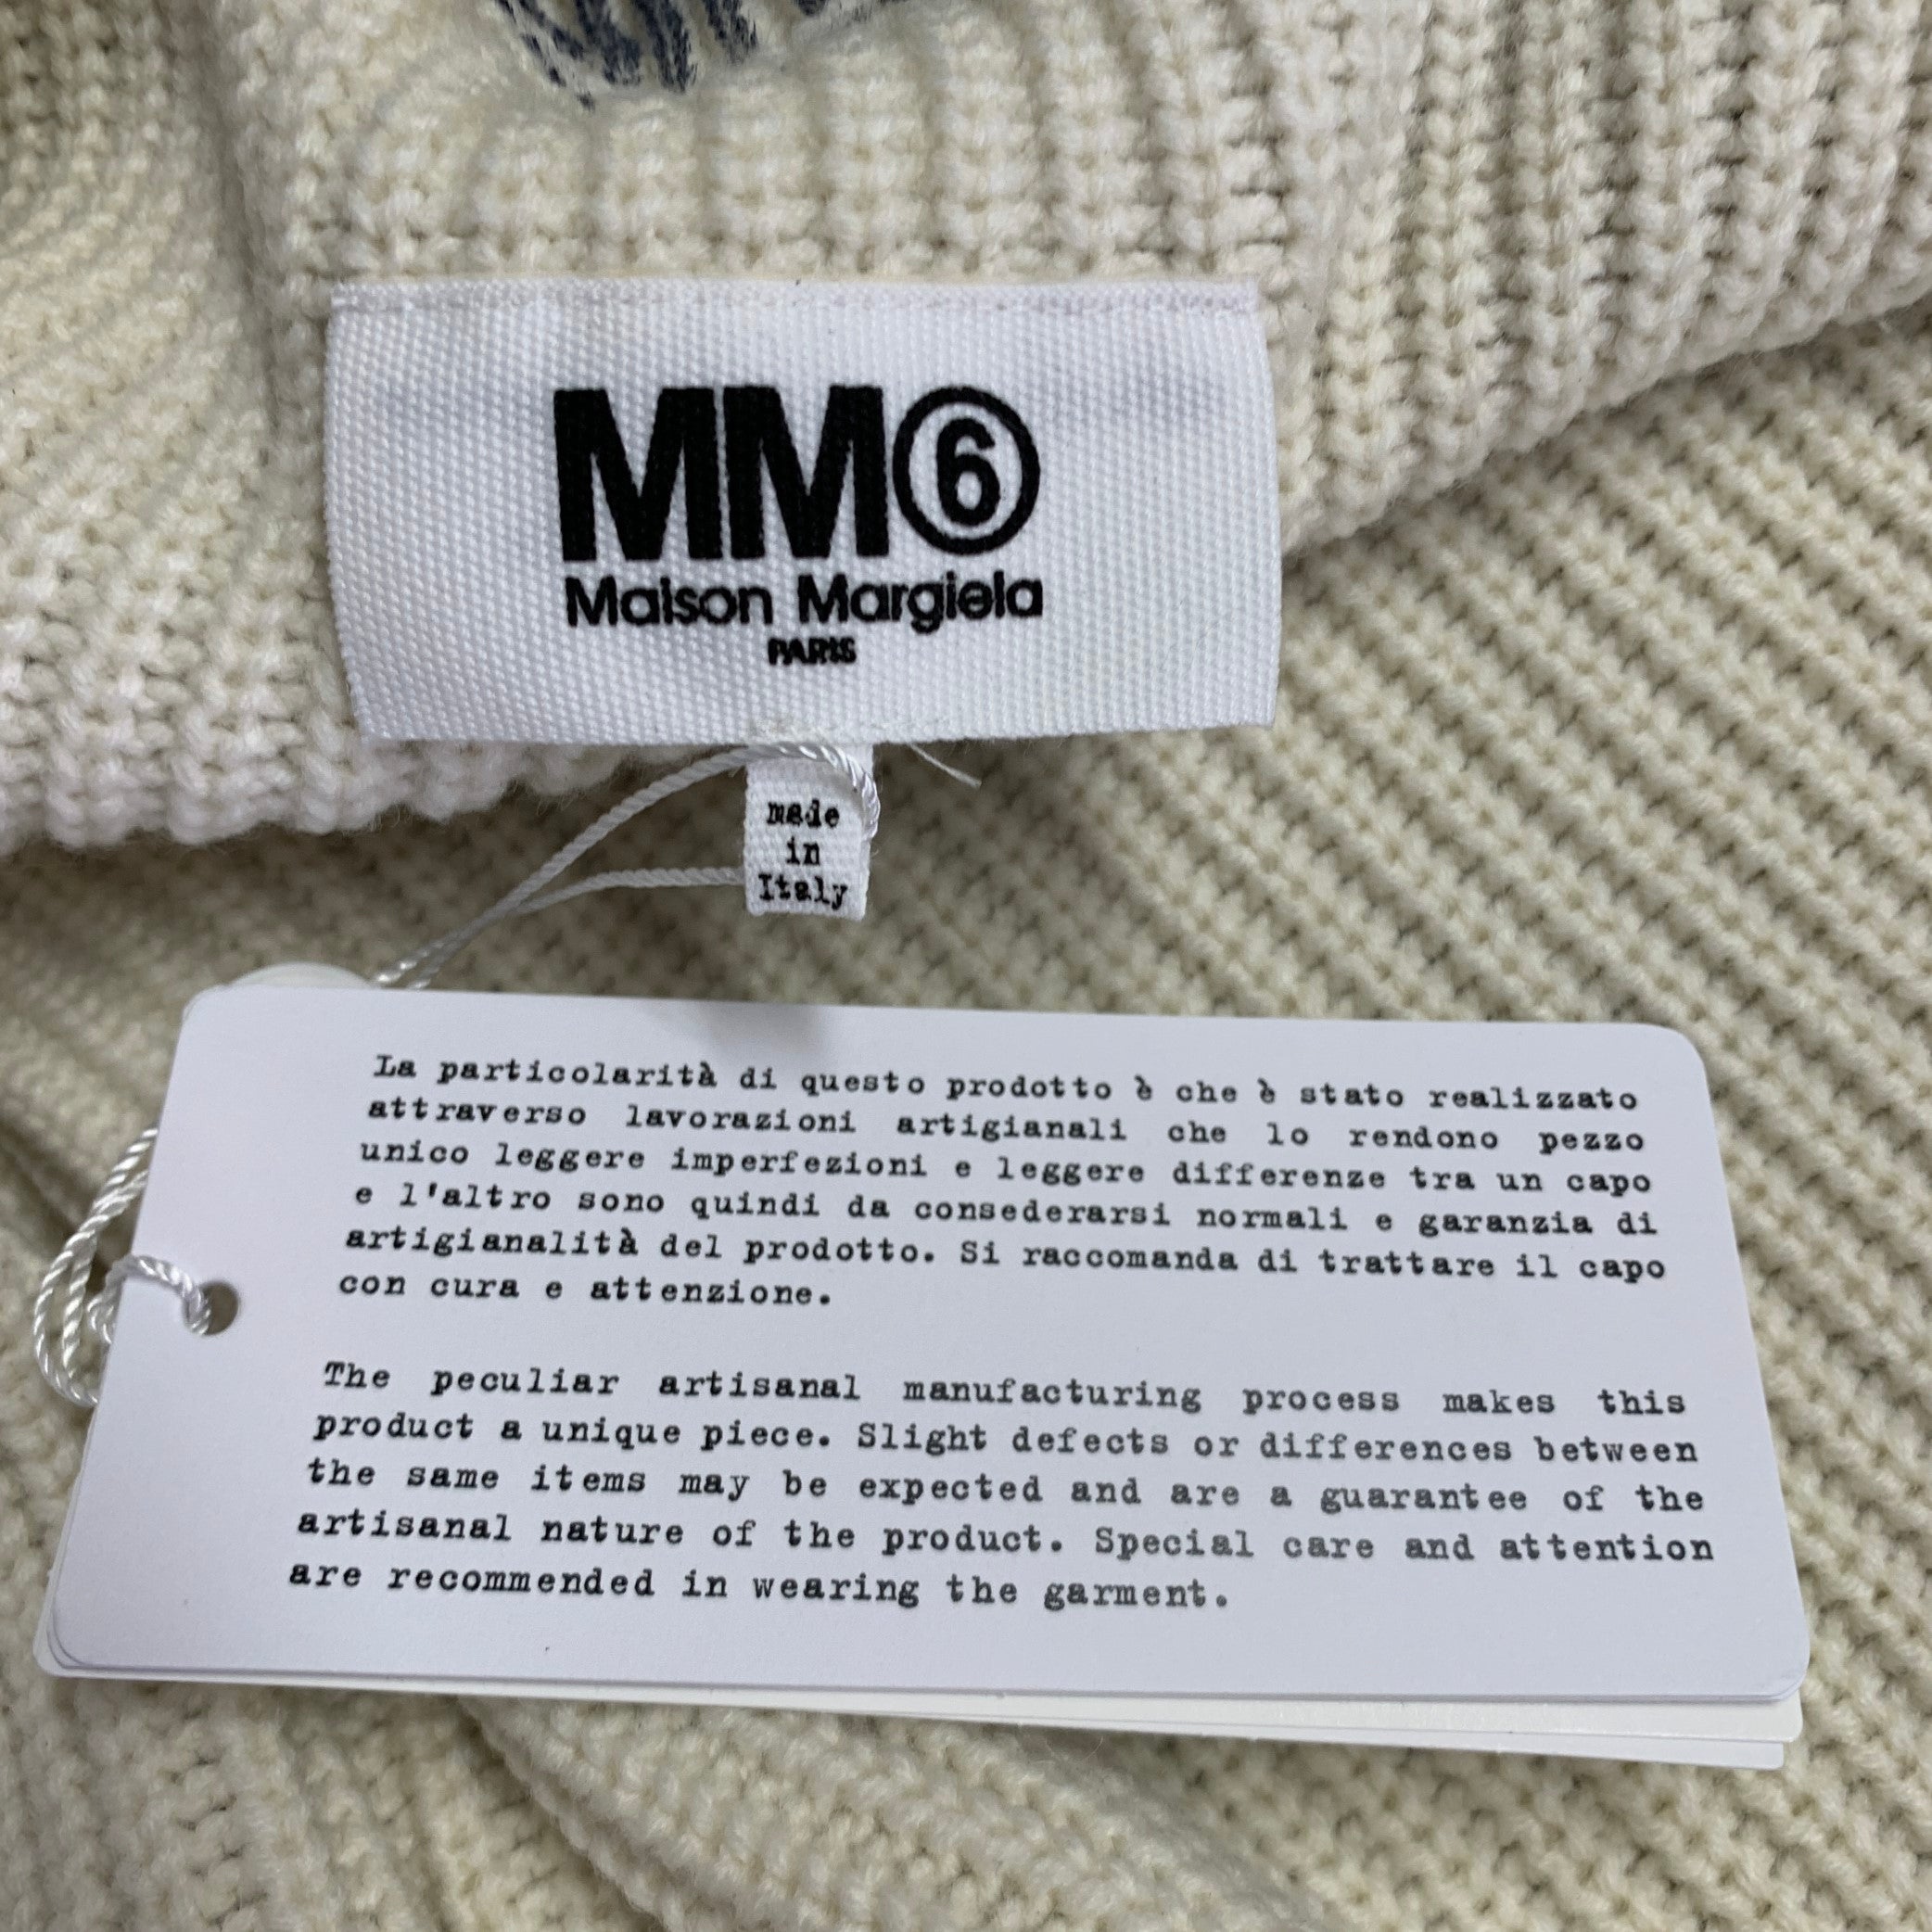 MM⑥
Maison Margiela
PARIS
made
in
Italy
La particolarità di questo prodotto è che è stato realizzato
attraverso lavorazioni artigianali che lo rendono pezzo
unico leggere imperfezioni e leggere differenze tra un capo
e l'altro sono quindi da consederarsi normali e garanzia di
artigianalità del prodotto. Si raccomanda di trattare il capo
con cura e attenzione.
The peculiar artisanal manufacturing process makes this
product a unique piece. Slight defects or differences between
the same items may be expected and are a guarantee of the
artisanal nature of the product. Special care and attention
are recommended in wearing the garment.